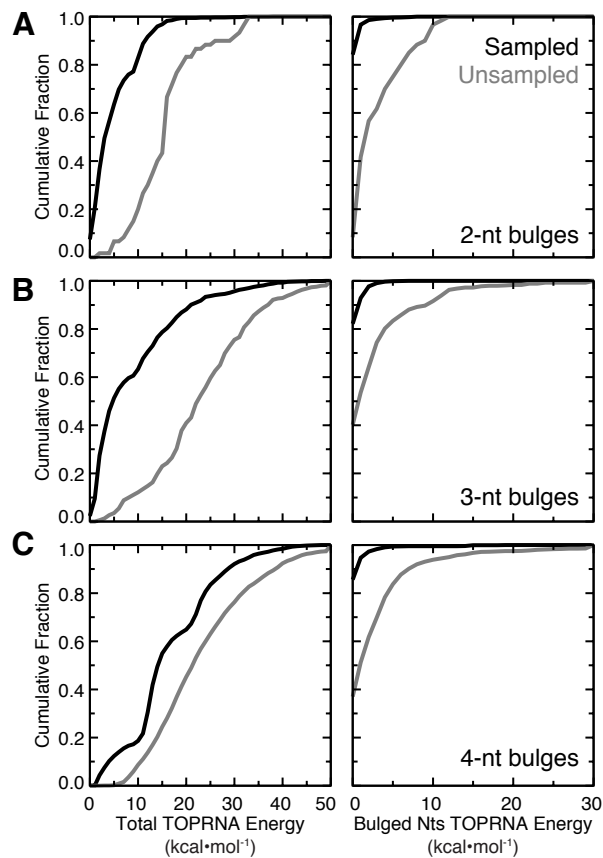 A
Cumulative Fraction
1.0
0.8
0.6
0.4
0.2
0.0
Sampled
Unsampled
2-nt bulges
B
Cumulative Fraction
1.0
0.8
0.6
0.4
0.2
0.0
3-nt bulges
C
Cumulative Fraction
1.0
0.8
0.6
0.4
0.2
0.0
4-nt bulges
0 10 20 30 40 50
0 10 20 30
Total TOPRNA Energy
(kcal•mol⁻¹)
Bulged Nts TOPRNA Energy
(kcal•mol⁻¹)